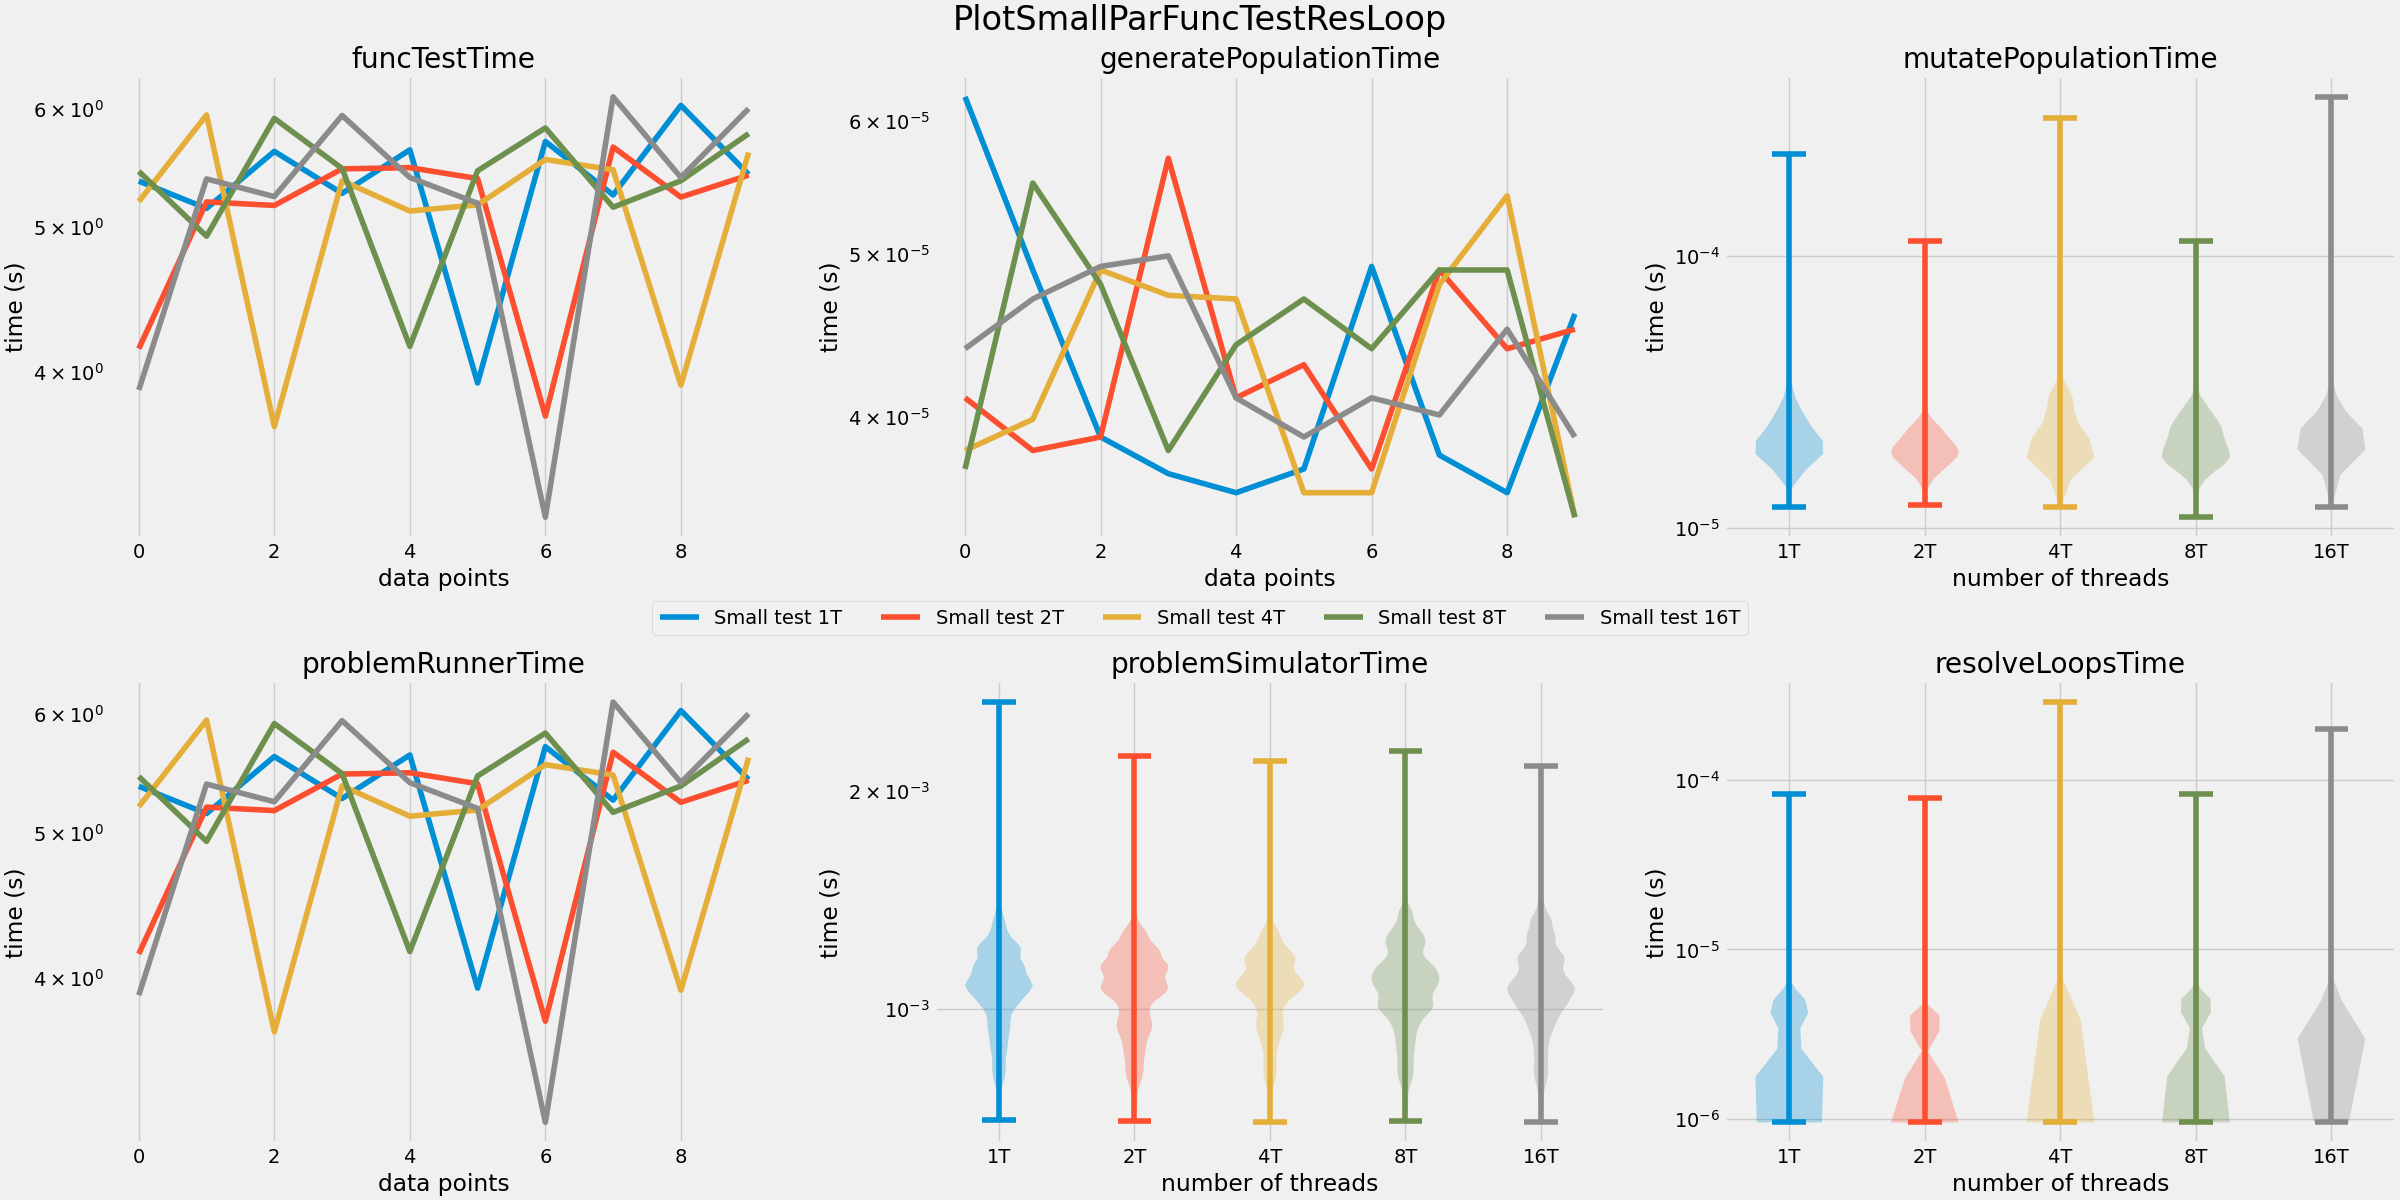 PlotSmallParFuncTestResLoop
funcTestTime
time (s)
6 × 10⁰
5 × 10⁰
4 × 10⁰
0 2 4 6 8
data points
generatePopulationTime
time (s)
6 × 10⁻⁵
5 × 10⁻⁵
4 × 10⁻⁵
0 2 4 6 8
data points
mutatePopulationTime
time (s)
10⁻⁴
10⁻⁵
1T 2T 4T 8T 16T
number of threads
Small test 1T Small test 2T Small test 4T Small test 8T Small test 16T
problemRunnerTime
time (s)
6 × 10⁰
5 × 10⁰
4 × 10⁰
0 2 4 6 8
data points
problemSimulatorTime
time (s)
2 × 10⁻³
10⁻³
1T 2T 4T 8T 16T
number of threads
resolveLoopsTime
time (s)
10⁻⁴
10⁻⁵
10⁻⁶
1T 2T 4T 8T 16T
number of threads